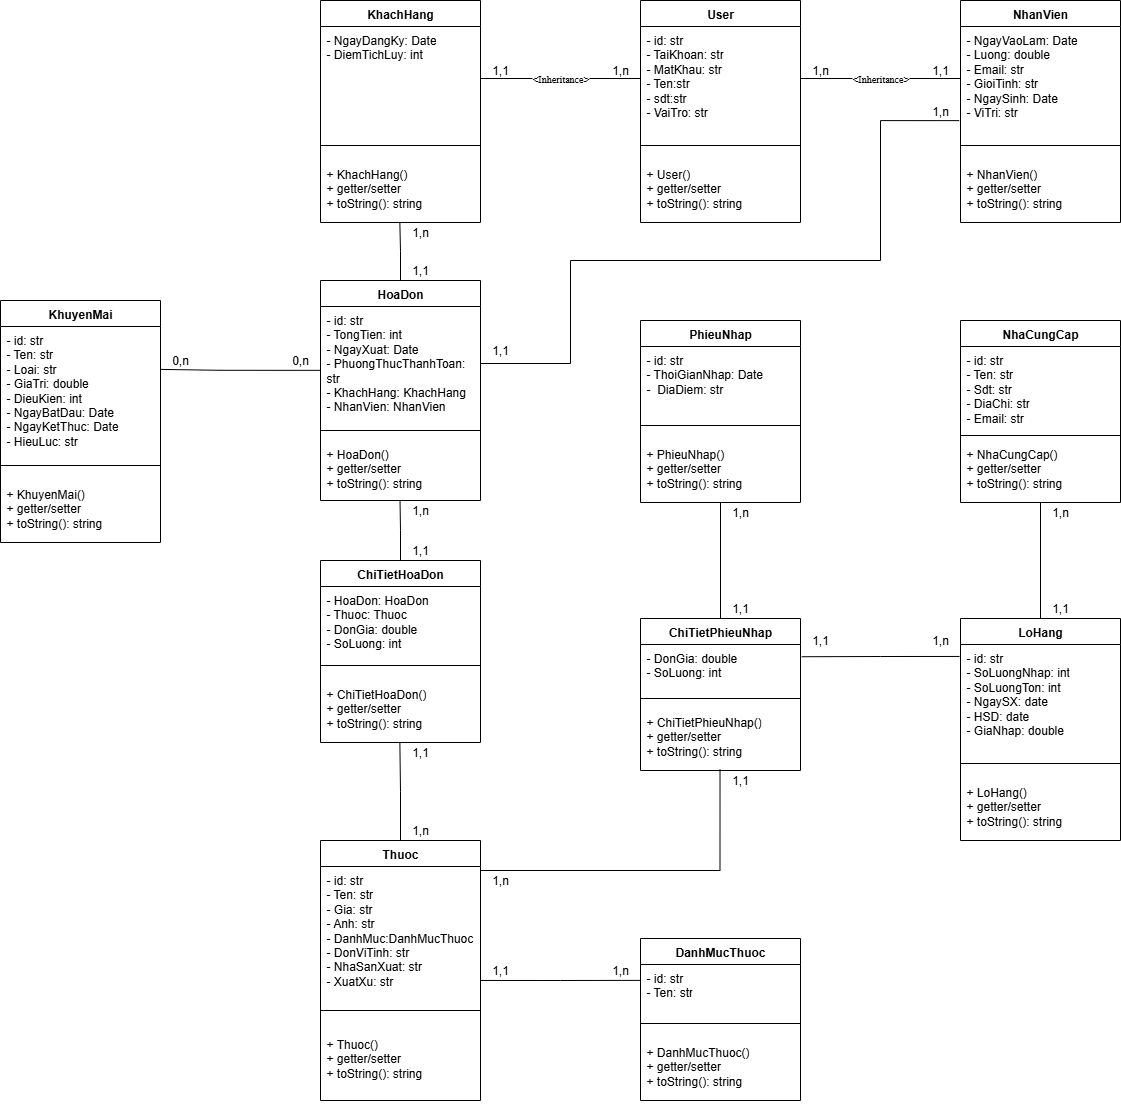 KhachHang
- NgayDangKy: Date
- DiemTichLuy: int
+ KhachHang()
+ getter/setter
+ toString(): string
1,1
<Inheritance>
1,n
User
- id: str
- TaiKhoan: str
- MatKhau: str
- Ten:str
- sdt:str
- VaiTro: str
+ User()
+ getter/setter
+ toString(): string
1,n
<Inheritance>
1,1
NhanVien
- NgayVaoLam: Date
- Luong: double
- Email: str
- GioiTinh: str
- NgaySinh: Date
- ViTri: str
+ NhanVien()
+ getter/setter
+ toString(): string
1,n
1,n
1,1
KhuyenMai
- id: str
- Ten: str
- Loai: str
- GiaTri: double
- DieuKien: int
- NgayBatDau: Date
- NgayKetThuc: Date
- HieuLuc: str
+ KhuyenMai()
+ getter/setter
+ toString(): string
0,n
0,n
HoaDon
- id: str
- TongTien: int
- NgayXuat: Date
- PhuongThucThanhToan:
str
- KhachHang: KhachHang
- NhanVien: NhanVien
+ HoaDon()
+ getter/setter
+ toString(): string
1,1
PhieuNhap
- id: str
- ThoiGianNhap: Date
- DiaDiem: str
+ PhieuNhap()
+ getter/setter
+ toString(): string
NhaCungCap
- id: str
- Ten: str
- Sdt: str
- DiaChi: str
- Email: str
+ NhaCungCap()
+ getter/setter
+ toString(): string
1,n
1,1
1,n
1,1
1,n
1,1
ChiTietHoaDon
- HoaDon: HoaDon
- Thuoc: Thuoc
- DonGia: double
- SoLuong: int
+ ChiTietHoaDon()
+ getter/setter
+ toString(): string
ChiTietPhieuNhap
- DonGia: double
- SoLuong: int
+ ChiTietPhieuNhap()
+ getter/setter
+ toString(): string
1,1
1,n
LoHang
- id: str
- SoLuongNhap: int
- SoLuongTon: int
- NgaySX: date
- HSD: date
- GiaNhap: double
+ LoHang()
+ getter/setter
+ toString(): string
1,1
1,n
1,1
1,n
Thuoc
- id: str
- Ten: str
- Gia: str
- Anh: str
- DanhMuc:DanhMucThuoc
- DonViTinh: str
- NhaSanXuat: str
- XuatXu: str
+ Thuoc()
+ getter/setter
+ toString(): string
1,1
1,n
DanhMucThuoc
- id: str
- Ten: str
+ DanhMucThuoc()
+ getter/setter
+ toString(): string